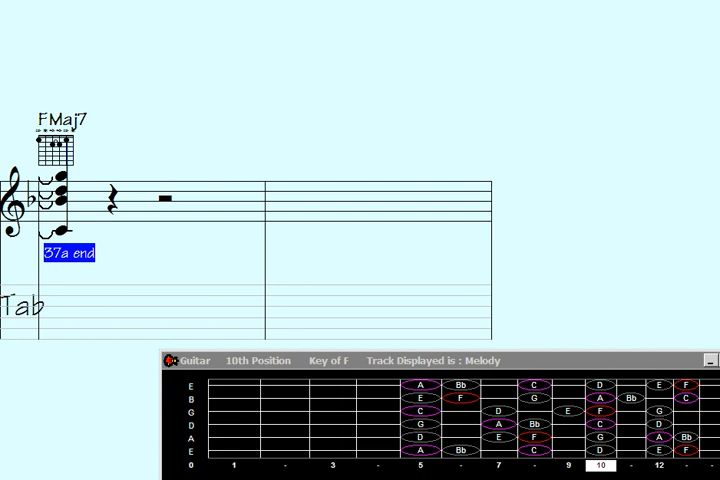 FMaj7
37a end
Tab
Guitar 10th Position Key of F Track Displayed is : Melody
E A Bb C D E F
B E F G A Bb C
G C D E F G
D G A Bb C D
A D E F G A Bb
E A Bb C D E F
0 1 - 3 - 5 - 7 - 9 10 - 12 - -